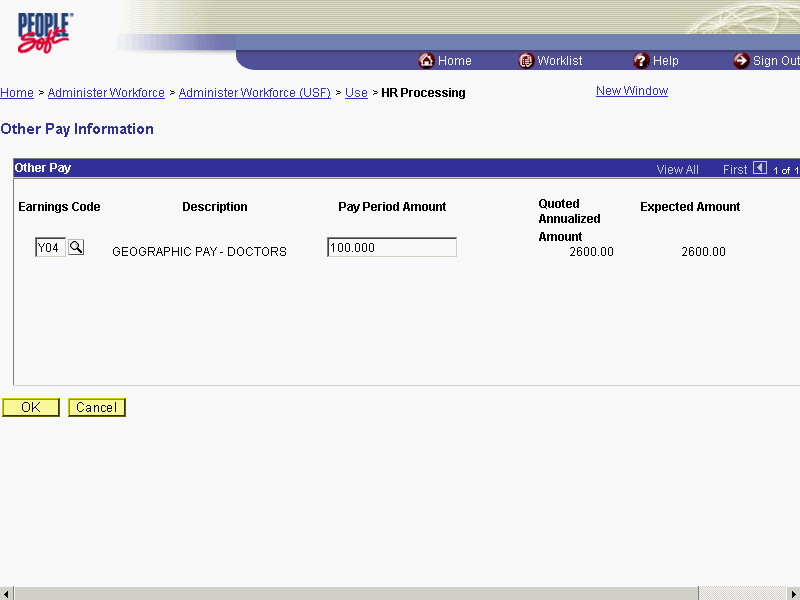 PEOPLE
Soft
Home Worklist Help Sign Out
Home > Administer Workforce > Administer Workforce (USF) > Use > HR Processing New Window
Other Pay Information
Other Pay View All First 1 of 1
Earnings Code Description Pay Period Amount Quoted Annualized Amount Expected Amount
Y04 GEOGRAPHIC PAY - DOCTORS 100.000 2600.00 2600.00
OK Cancel